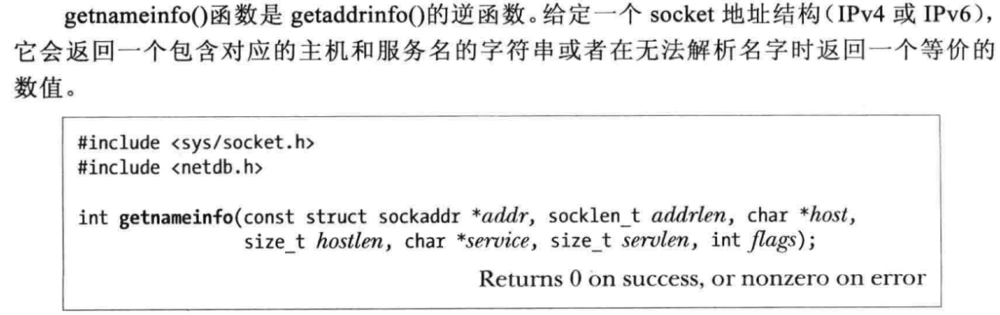 getnameinfo()函数是 getaddrinfo()的逆函数。给定一个 socket 地址结构（IPv4 或 IPv6），
它会返回一个包含对应的主机和服务名的字符串或者在无法解析名字时返回一个等价的
数值。
#include <sys/socket.h>
#include <netdb.h>
int getnameinfo(const struct sockaddr *addr, socklen_t addrlen, char *host,
size_t hostlen, char *service, size_t servlen, int flags);
Returns 0 on success, or nonzero on error